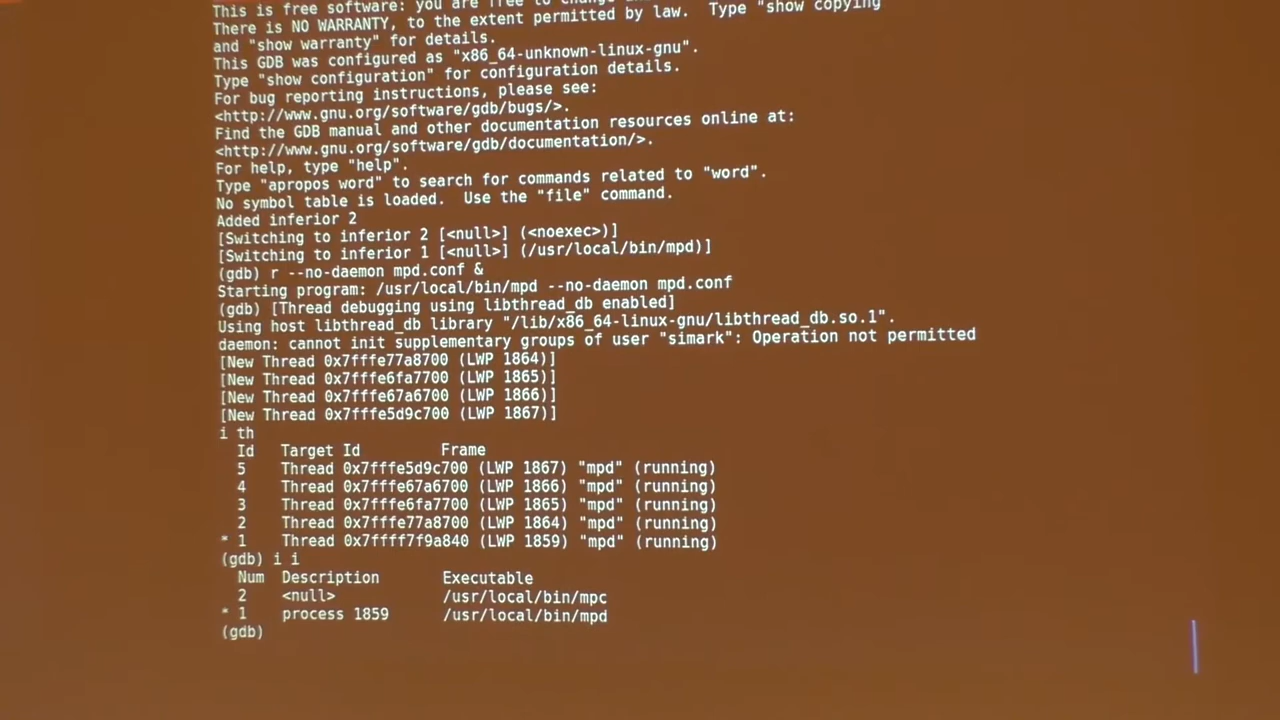 This is free software: you are free to change and
There is NO WARRANTY, to the extent permitted by law.  Type "show copying
and "show warranty" for details.
This GDB was configured as "x86_64-unknown-linux-gnu".
Type "show configuration" for configuration details.
For bug reporting instructions, please see:
<http://www.gnu.org/software/gdb/bugs/>.
Find the GDB manual and other documentation resources online at:
<http://www.gnu.org/software/gdb/documentation/>.
For help, type "help".
Type "apropos word" to search for commands related to "word".
No symbol table is loaded.  Use the "file" command.
Added inferior 2
[Switching to inferior 2 [<null>] (<noexec>)]
[Switching to inferior 1 [<null>] (/usr/local/bin/mpd)]
(gdb) r --no-daemon mpd.conf &
Starting program: /usr/local/bin/mpd --no-daemon mpd.conf
(gdb) [Thread debugging using libthread_db enabled]
Using host libthread_db library "/lib/x86_64-linux-gnu/libthread_db.so.1".
daemon: cannot init supplementary groups of user "simark": Operation not permitted
[New Thread 0x7fffe77a8700 (LWP 1864)]
[New Thread 0x7fffe6fa7700 (LWP 1865)]
[New Thread 0x7fffe67a6700 (LWP 1866)]
[New Thread 0x7fffe5d9c700 (LWP 1867)]
i th
  Id   Target Id         Frame
  5    Thread 0x7fffe5d9c700 (LWP 1867) "mpd" (running)
  4    Thread 0x7fffe67a6700 (LWP 1866) "mpd" (running)
  3    Thread 0x7fffe6fa7700 (LWP 1865) "mpd" (running)
  2    Thread 0x7fffe77a8700 (LWP 1864) "mpd" (running)
* 1    Thread 0x7ffff7f9a840 (LWP 1859) "mpd" (running)
(gdb) i i
  Num  Description       Executable
  2    <null>            /usr/local/bin/mpc
* 1    process 1859      /usr/local/bin/mpd
(gdb)